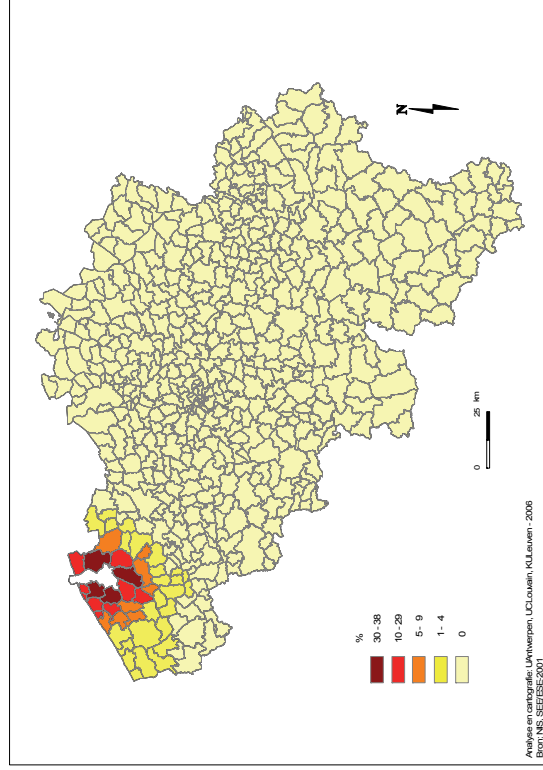 N
0 25 km
%
30 - 38
10 - 29
5 - 9
1 - 4
0
Analyse en cartografie: UAntwerpen, UCLouvain, KULeuven - 2006
Bron: NIS. SEE/ESE-2001